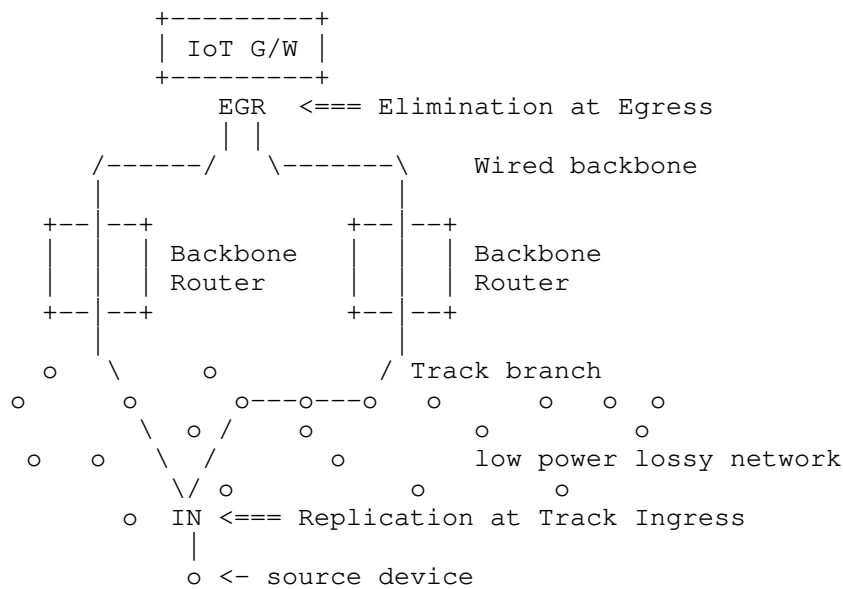 IoT G/W
EGR <=== Elimination at Egress
Wired backbone
Backbone Backbone
Router Router
Track branch
low power lossy network
IN <=== Replication at Track Ingress
o <- source device